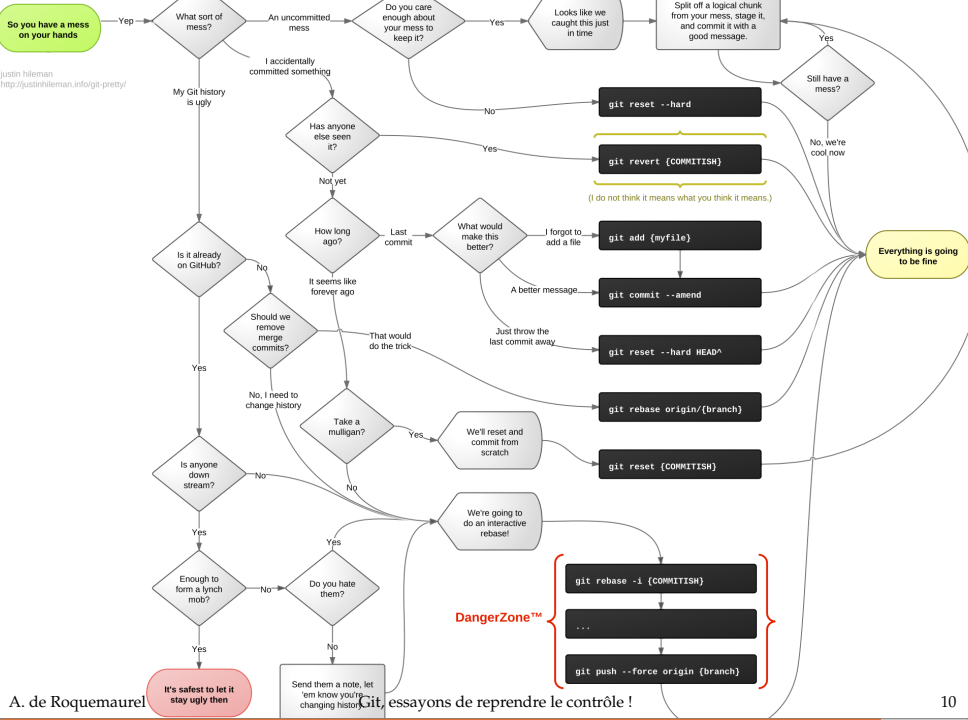 So you have a mess
on your hands
Yep
What sort of
mess?
An uncommitted
mess
Do you care
enough about
your mess to
keep it?
Yes
Looks like we
caught this just
in time
Split off a logical chunk
from your mess, stage it,
and commit it with a
good message.
Yes
Still have a
mess?
No, we're
cool now
justin hileman
http://justinhileman.info/git-pretty/
My Git history
is ugly
I accidentally
committed something
No
git reset --hard
Has anyone
else seen
it?
Yes
git revert {COMMITISH}
(I do not think it means what you think it means.)
Not yet
How long
ago?
Last
commit
What would
make this
better?
I forgot to
add a file
git add {myfile}
Everything is going
to be fine
Is it already
on GitHub?
No
It seems like
forever ago
A better message
git commit --amend
Should we
remove
merge
commits?
That would
do the trick
Just throw the
last commit away
git reset --hard HEAD^
Yes
No, I need to
change history
git rebase origin/{branch}
Take a
mulligan?
Yes
We'll reset and
commit from
scratch
git reset {COMMITISH}
Is anyone
down
stream?
No
No
We're going to
do an interactive
rebase!
Yes
Yes
Enough to
form a lynch
mob?
No
Do you hate
them?
git rebase -i {COMMITISH}
DangerZone™
...
git push --force origin {branch}
Yes
No
It's safest to let it
stay ugly then
Send them a note, let
'em know you're
changing history
A. de Roquemaurel
Git, essayons de reprendre le contrôle !
10